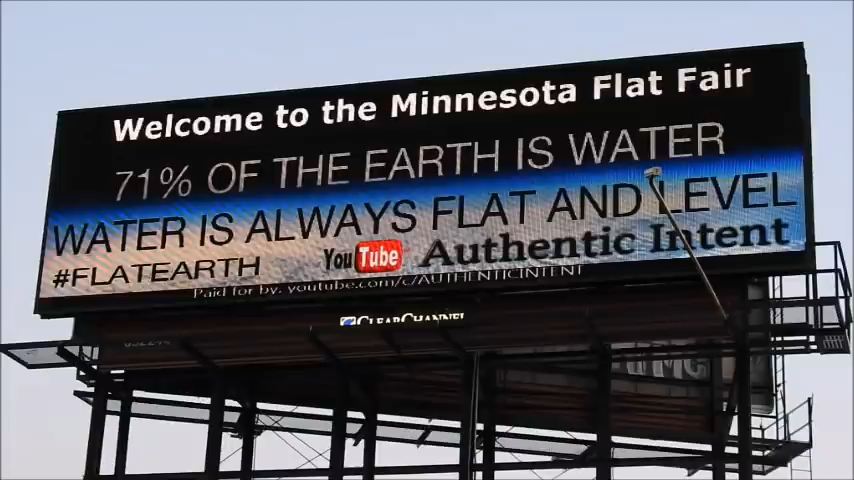 Welcome to the Minnesota Flat Fair
71% OF THE EARTH IS WATER
WATER IS ALWAYS FLAT AND LEVEL
#FLATEARTH YouTube Authentic Intent
Paid for by: youtube.com/c/AUTHENTICINTENT
CLEARCHANNEL